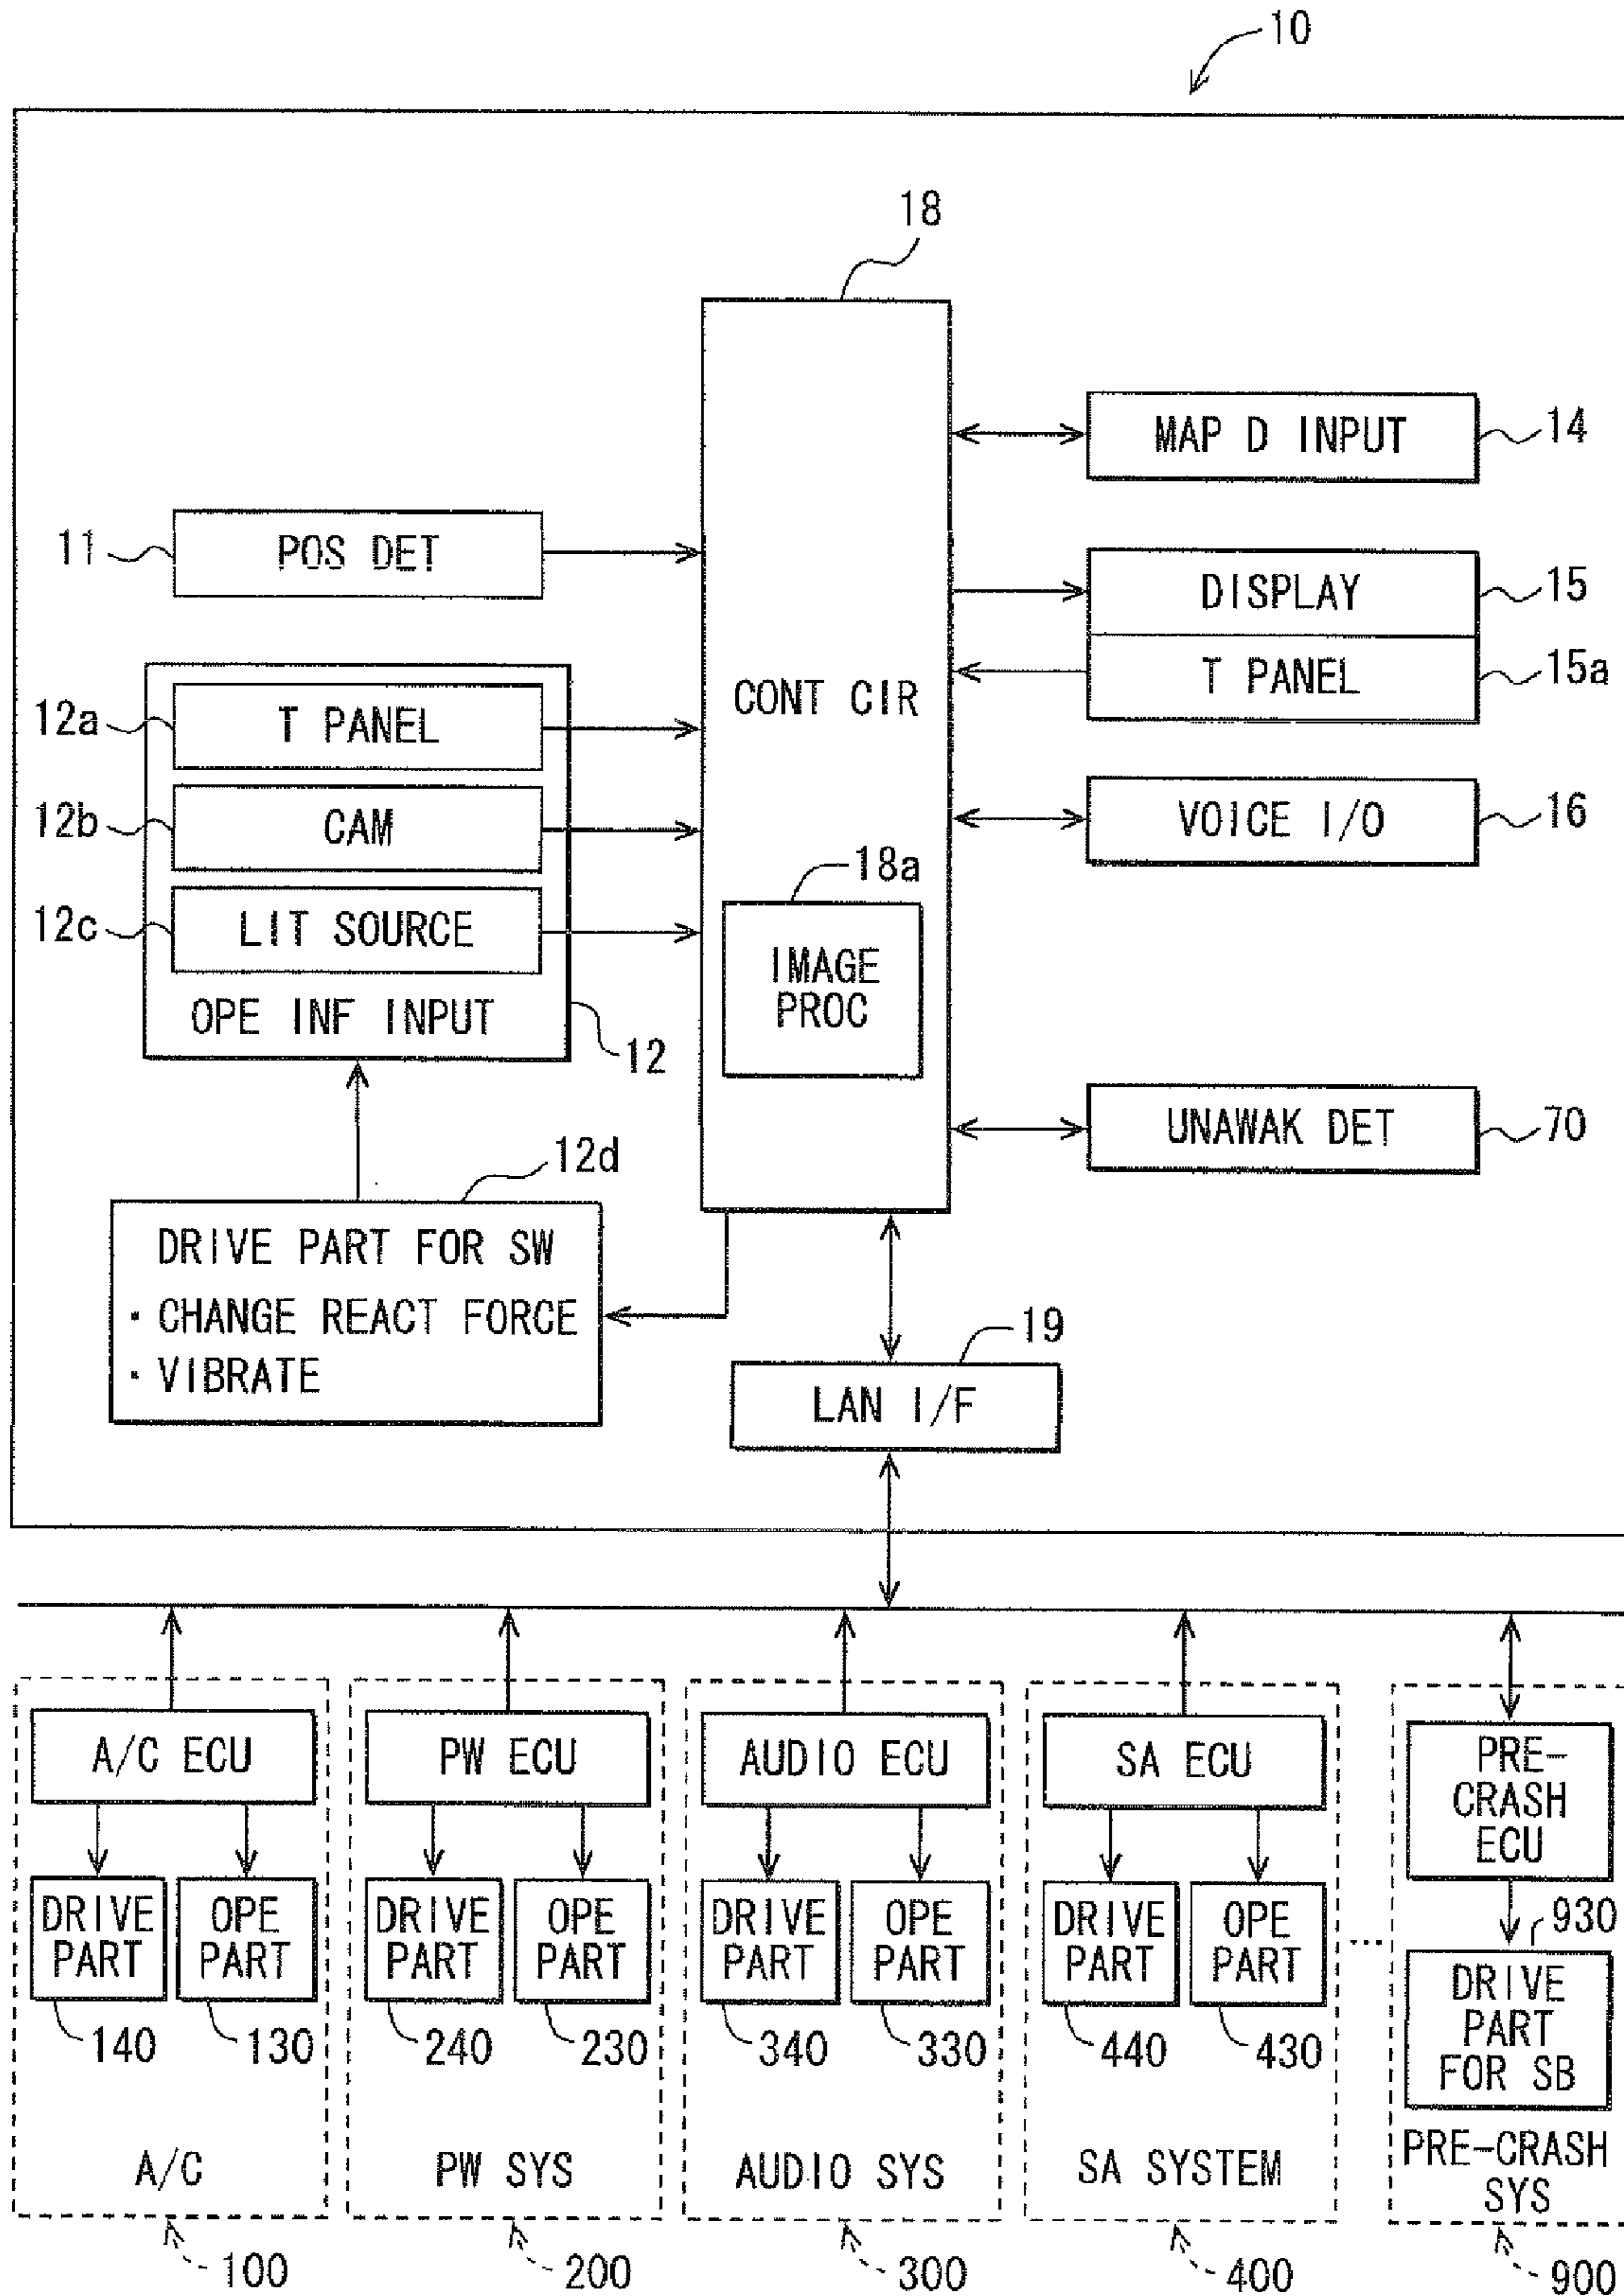 10
18
MAP D INPUT
14
11
POS DET
DISPLAY
15
CONT CIR
T PANEL
15a
12a
T PANEL
12b
CAM
VOICE I/O
16
18a
12c
LIT SOURCE
IMAGE
PROC
OPE INF INPUT
12
UNAWAK DET
70
12d
DRIVE PART FOR SW
· CHANGE REACT FORCE
· VIBRATE
19
LAN I/F
A/C ECU
DRIVE
PART
OPE
PART
140
130
A/C
100
PW ECU
DRIVE
PART
OPE
PART
240
230
PW SYS
200
AUDIO ECU
DRIVE
PART
OPE
PART
340
330
AUDIO SYS
300
SA ECU
DRIVE
PART
OPE
PART
440
430
SA SYSTEM
400
...
PRE-
CRASH
ECU
930
DRIVE
PART
FOR SB
PRE-CRASH
SYS
900